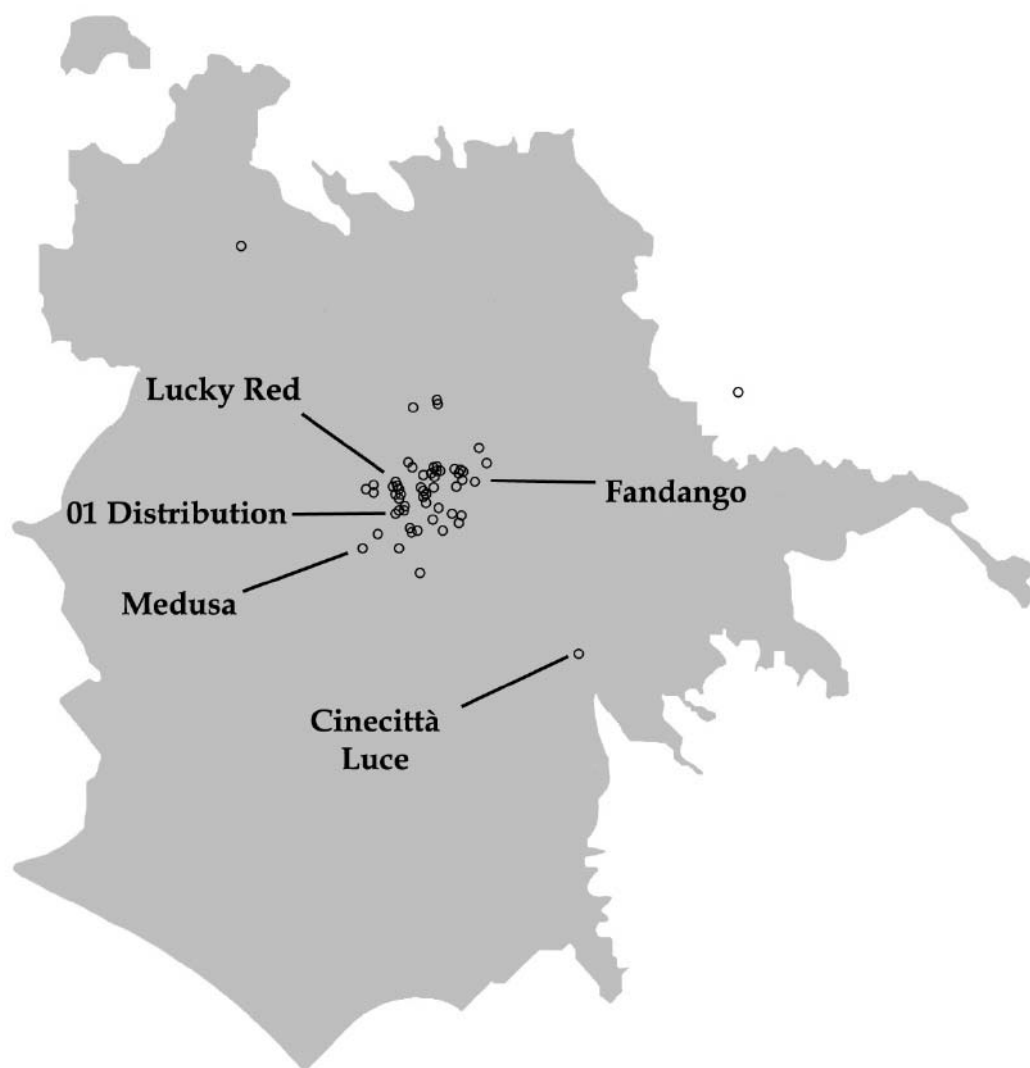 Lucky Red
Fandango
01 Distribution
Medusa
Cinecittà
Luce